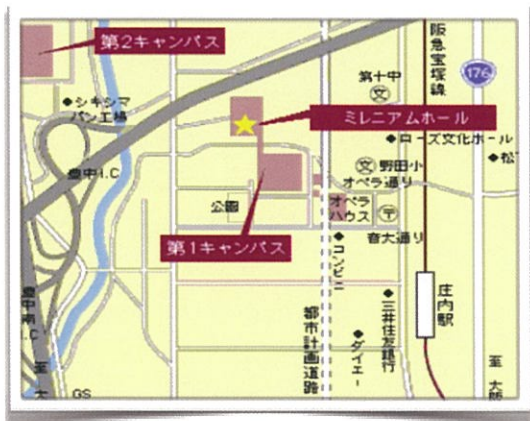 第2キャンパス
阪急宝塚線
176
第十中
文
シキシマ
パン工場
ミレニアムホール
ローズ文化ホール
豊中I.C
文
野田小
オペラ通り
公園
オペラ
ハウス
〒
第1キャンパス
音大通り
コンビニ
庄内駅
三井住友銀行
都市計画道路
ダイエー
豊中南
I.C
至
大
GS
至
大阪